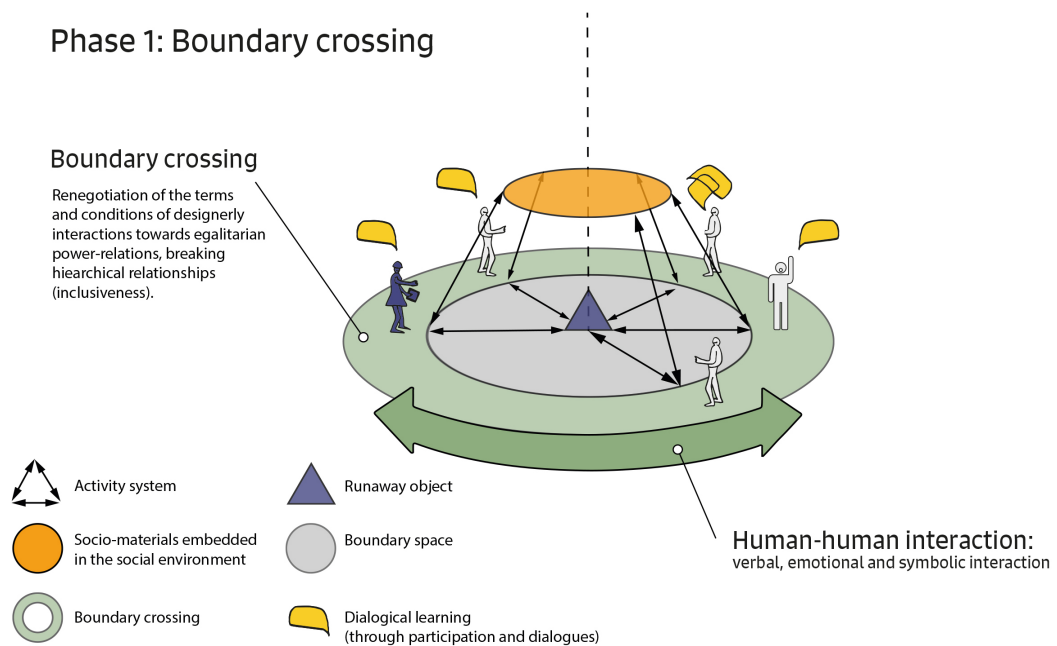 Phase 1: Boundary crossing
Boundary crossing
Renegotiation of the terms
and conditions of designerly
interactions towards egalitarian
power-relations, breaking
hiearchical relationships
(inclusiveness).
Activity system
Runaway object
Socio-materials embedded
in the social environment
Boundary space
Boundary crossing
Dialogical learning
(through participation and dialogues)
Human-human interaction:
verbal, emotional and symbolic interaction